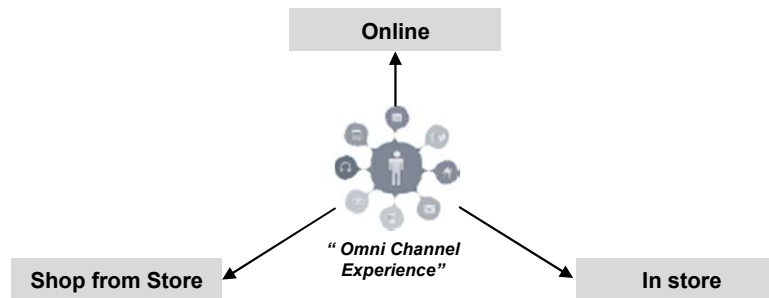 Online
“ Omni Channel
Experience”
Shop from Store
In store